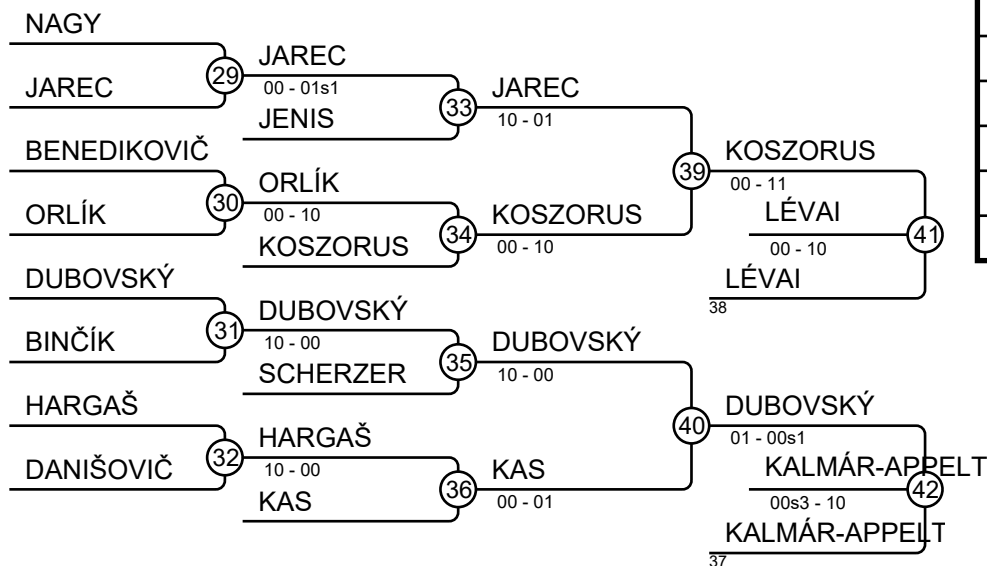 NAGY
JAREC
29
JAREC
00 - 01s1
JENIS
33
JAREC
10 - 01
BENEDIKOVIČ
ORLÍK
30
ORLÍK
00 - 10
KOSZORUS
34
KOSZORUS
00 - 10
39
KOSZORUS
00 - 11
LÉVAI
00 - 10
LÉVAI
38
41
DUBOVSKÝ
BINČÍK
31
DUBOVSKÝ
10 - 00
SCHERZER
35
DUBOVSKÝ
10 - 00
HARGAŠ
DANIŠOVIČ
32
HARGAŠ
10 - 00
KAS
36
KAS
00 - 01
40
DUBOVSKÝ
01 - 00s1
KALMÁR-APPELT
00s3 - 10
KALMÁR-APPELT
37
42